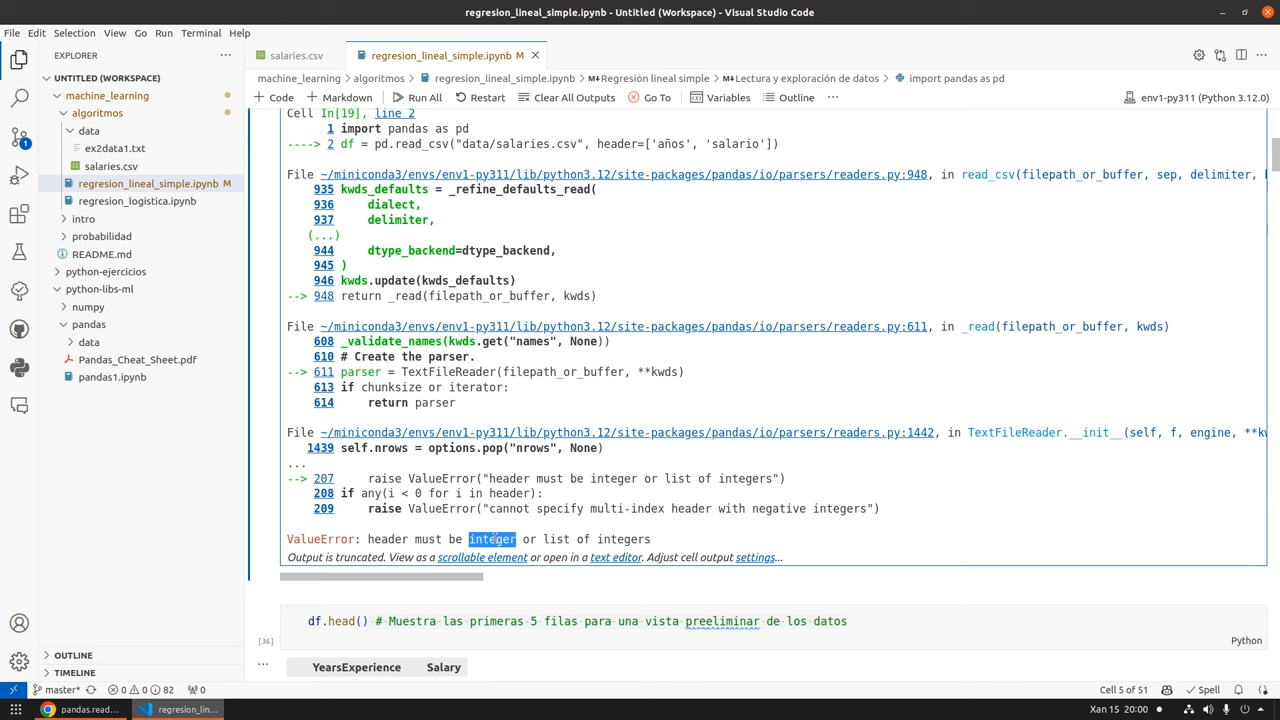 regresion_lineal_simple.ipynb - Untitled (Workspace) - Visual Studio Code
File Edit Selection View Go Run Terminal Help
EXPLORER
UNTITLED (WORKSPACE)
machine_learning
algoritmos
data
ex2data1.txt
salaries.csv
regresion_lineal_simple.ipynb M
regresion_logistica.ipynb
intro
probabilidad
README.md
python-ejercicios
python-libs-ml
numpy
pandas
data
Pandas_Cheat_Sheet.pdf
pandas1.ipynb
OUTLINE
TIMELINE
1
salaries.csv
regresion_lineal_simple.ipynb M
machine_learning > algoritmos > regresion_lineal_simple.ipynb > Regresión lineal simple > Lectura y exploración de datos > import pandas as pd
+ Code + Markdown Run All Restart Clear All Outputs Go To Variables Outline ...
env1-py311 (Python 3.12.0)
Cell In[19], line 2
1 import pandas as pd
----> 2 df = pd.read_csv("data/salaries.csv", header=['años', 'salario'])
File ~/miniconda3/envs/env1-py311/lib/python3.12/site-packages/pandas/io/parsers/readers.py:948, in read_csv(filepath_or_buffer, sep, delimiter,
935 kwds_defaults = _refine_defaults_read(
936 dialect,
937 delimiter,
(...)
944 dtype_backend=dtype_backend,
945 )
946 kwds.update(kwds_defaults)
--> 948 return _read(filepath_or_buffer, kwds)
File ~/miniconda3/envs/env1-py311/lib/python3.12/site-packages/pandas/io/parsers/readers.py:611, in _read(filepath_or_buffer, kwds)
608 _validate_names(kwds.get("names", None))
610 # Create the parser.
--> 611 parser = TextFileReader(filepath_or_buffer, **kwds)
613 if chunksize or iterator:
614 return parser
File ~/miniconda3/envs/env1-py311/lib/python3.12/site-packages/pandas/io/parsers/readers.py:1442, in TextFileReader.__init__(self, f, engine, **kw
1439 self.nrows = options.pop("nrows", None)
...
--> 207 raise ValueError("header must be integer or list of integers")
208 if any(i < 0 for i in header):
209 raise ValueError("cannot specify multi-index header with negative integers")
ValueError: header must be integer or list of integers
Output is truncated. View as a scrollable element or open in a text editor. Adjust cell output settings...
df.head() # Muestra las primeras 5 filas para una vista preeliminar de los datos
[36]
Python
... YearsExperience Salary
master* 0 0 82 0
Cell 5 of 51 Spell
pandas.read... regresion_lin...
Xan 15 20:00